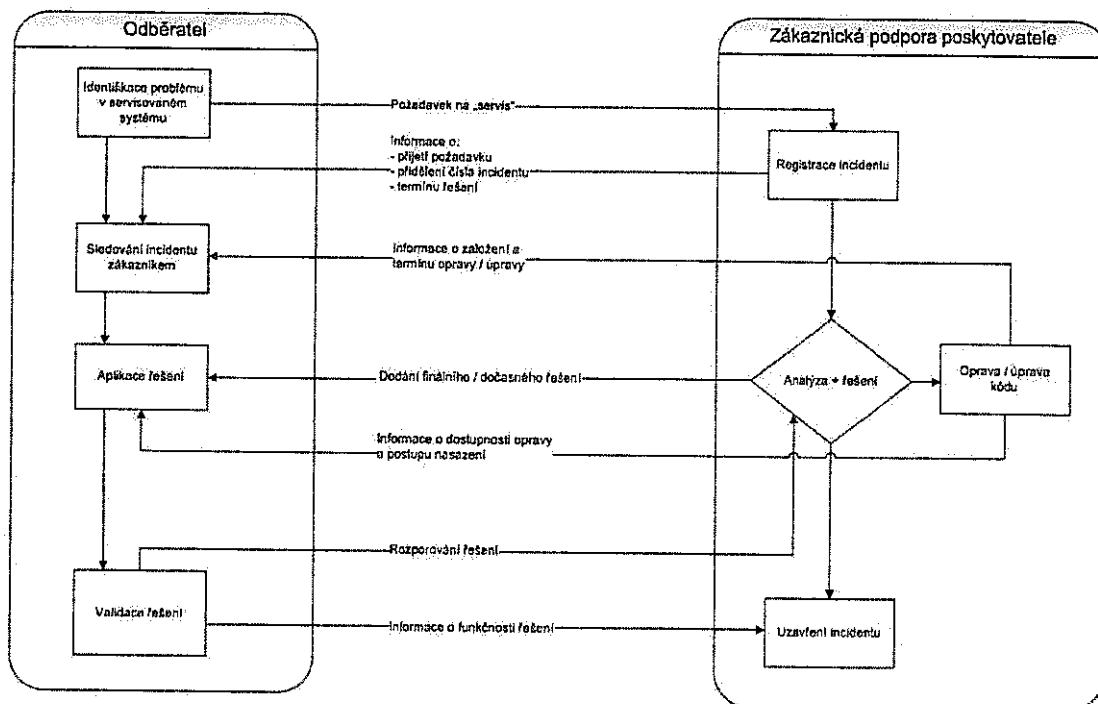 Odběratel
Zákaznická podpora poskytovatele
Identifikace problému
v servisovaném
systému
Požadavek na „servis“
Informace o:
- přijetí požadavku
- přidělení čísla incidentu
- termínu řešení
Registrace incidentu
Sledování incidentu
zákazníkem
Informace o založení a
termínu opravy / úpravy
Aplikace řešení
Dodání finálního / dočasného řešení
Analýza + řešení
Oprava / úprava
kódu
Informace o dostupnosti opravy
a postupu nasazení
Rozporování řešení
Validace řešení
Informace o funkčnosti řešení
Uzavření incidentu